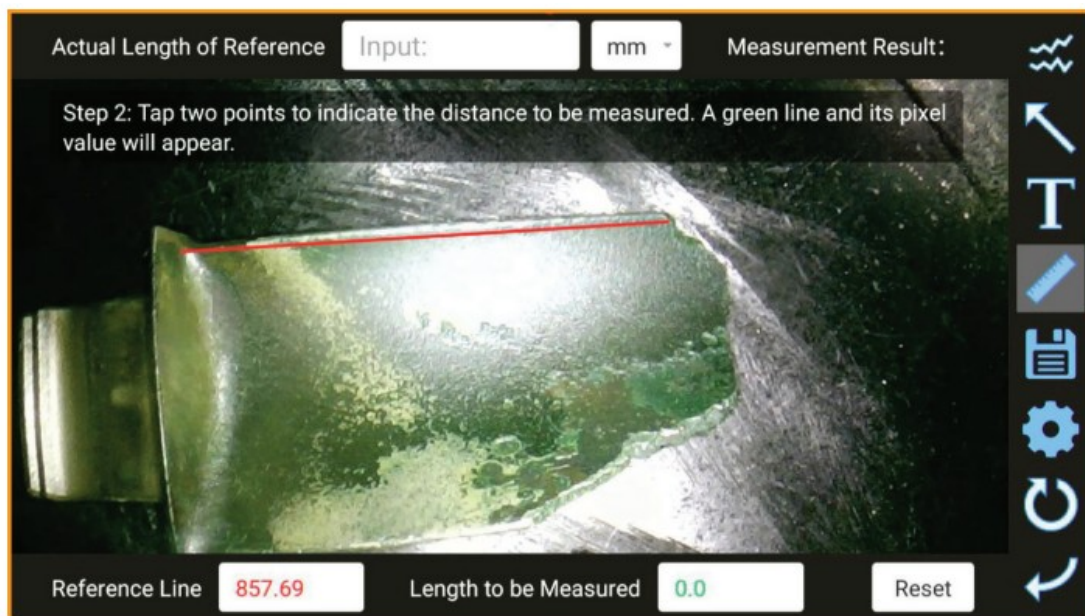 Actual Length of Reference Input: mm Measurement Result:
Step 2: Tap two points to indicate the distance to be measured. A green line and its pixel
value will appear.
T
Reference Line 857.69 Length to be Measured 0.0 Reset